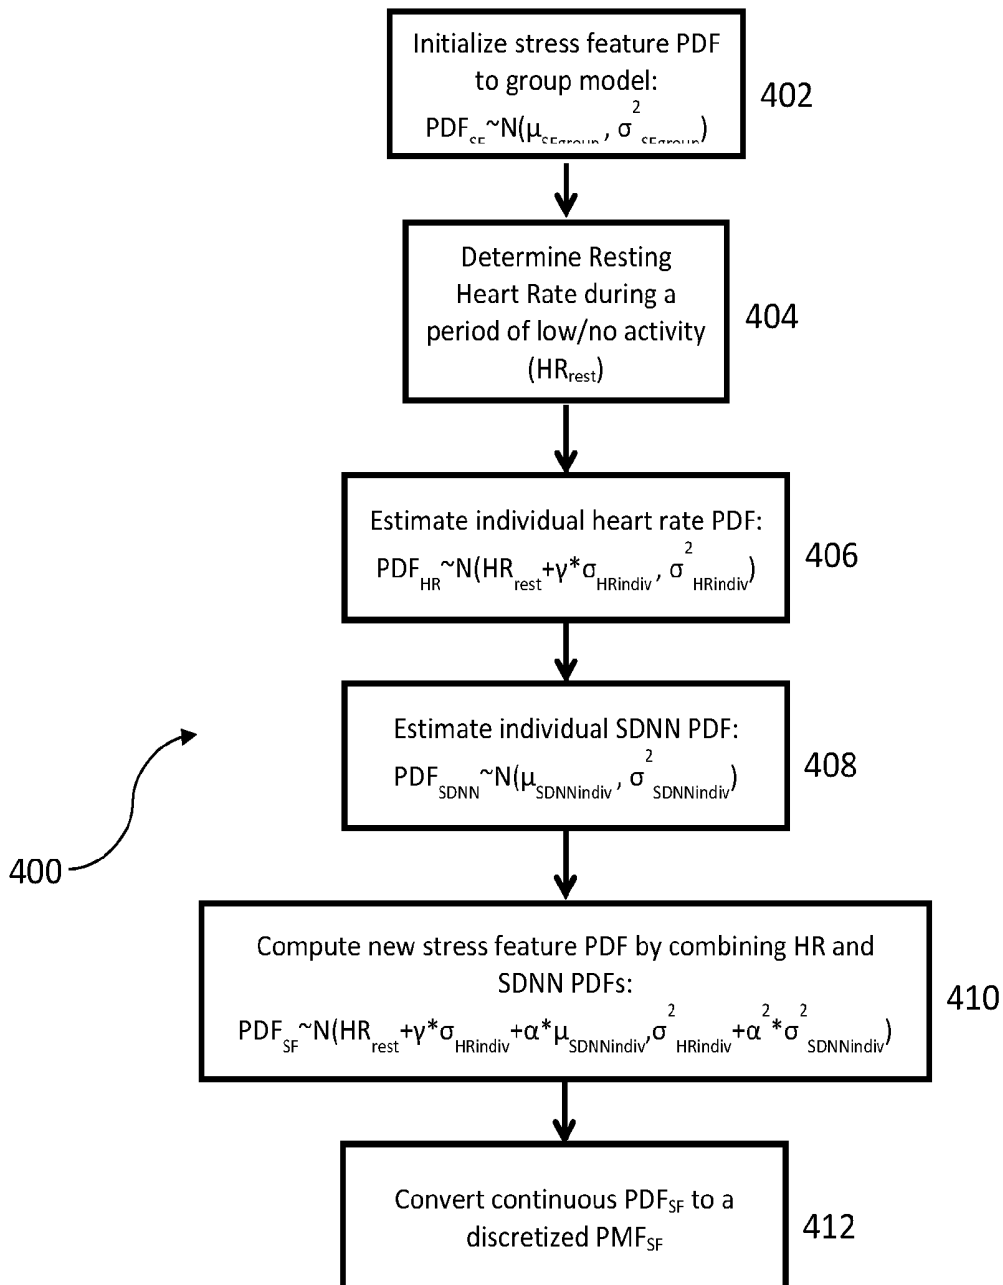 Initialize stress feature PDF
to group model:
PDF_SF~N(μ_SFgroup, σ²_SFgroup)
402
Determine Resting
Heart Rate during a
period of low/no activity
(HR_rest)
404
Estimate individual heart rate PDF:
PDF_HR~N(HR_rest+γ*σ_HRindiv, σ²_HRindiv)
406
Estimate individual SDNN PDF:
PDF_SDNN~N(μ_SDNNindiv, σ²_SDNNindiv)
408
400
Compute new stress feature PDF by combining HR and
SDNN PDFs:
PDF_SF~N(HR_rest+γ*σ_HRindiv+α*μ_SDNNindiv,σ²_HRindiv+α²*σ²_SDNNindiv)
410
Convert continuous PDF_SF to a
discretized PMF_SF
412